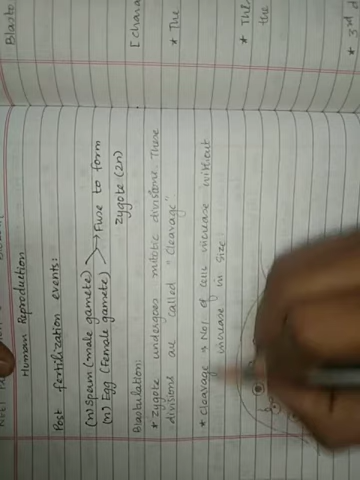 Human Reproduction
Post fertilization events:
(n) Sperm (male gamete)
(n) Egg (Female gamete)
> Fuse to form
zygote (2n)
Blastulation:
* Zygote undergoes mitotic divisions. These
divisions are called "Cleavage"
* Cleavage → No. of cells increase without
increase in size
Blasto
[Chara
* The
* The
the
* 3rd d